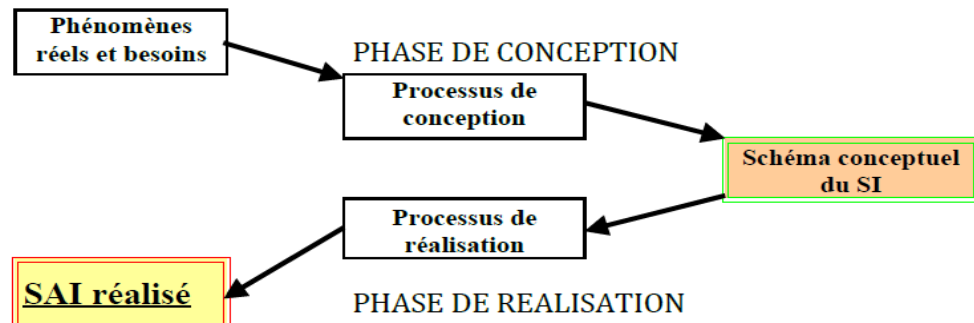 Phénomènes
réels et besoins
PHASE DE CONCEPTION
Processus de
conception
Schéma conceptuel
du SI
Processus de
réalisation
SAI réalisé
PHASE DE REALISATION